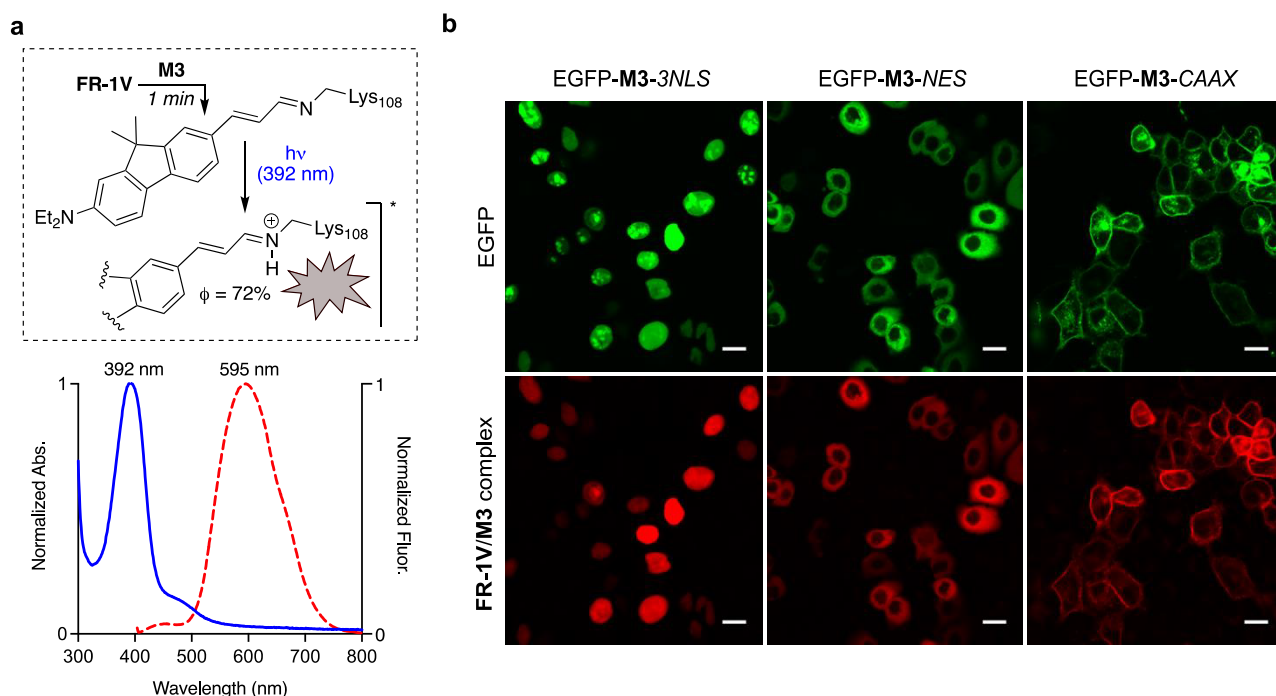 a
FR-1V
M3
1 min
N
Lys108
hν
(392 nm)
Et2N
*
⊕
N
H
Lys108
ϕ = 72%
392 nm
595 nm
1
1
Normalized Abs.
Normalized Fluor.
0
0
300
400
500
600
700
800
Wavelength (nm)
b
EGFP-M3-3NLS
EGFP-M3-NES
EGFP-M3-CAAX
EGFP
FR-1V/M3 complex